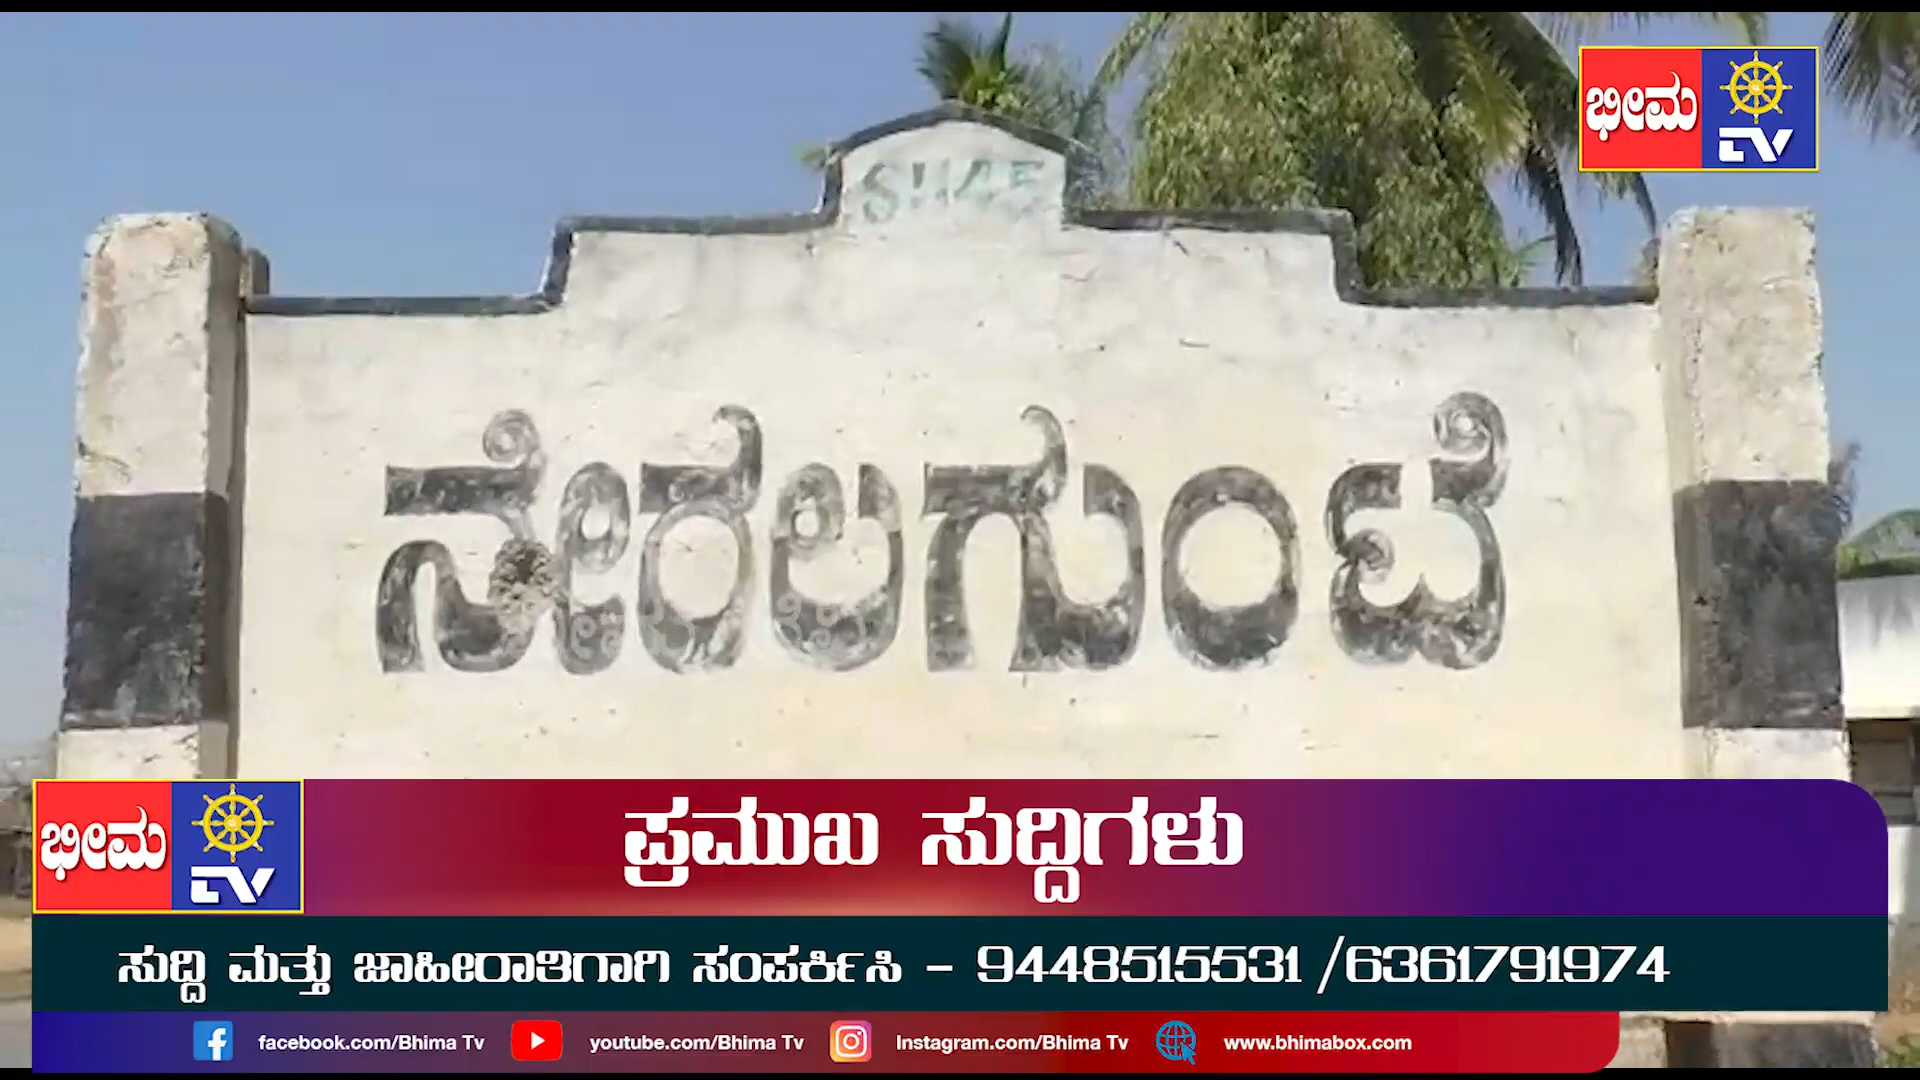 ಭೀಮ TV
ನೇರಲಗುಂಟೆ
ಭೀಮ TV
ಪ್ರಮುಖ ಸುದ್ದಿಗಳು
ಸುದ್ದಿ ಮತ್ತು ಜಾಹೀರಾತಿಗಾಗಿ ಸಂಪರ್ಕಿಸಿ - 9448515531 /6361791974
facebook.com/Bhima Tv youtube.com/Bhima Tv Instagram.com/Bhima Tv www.bhimabox.com